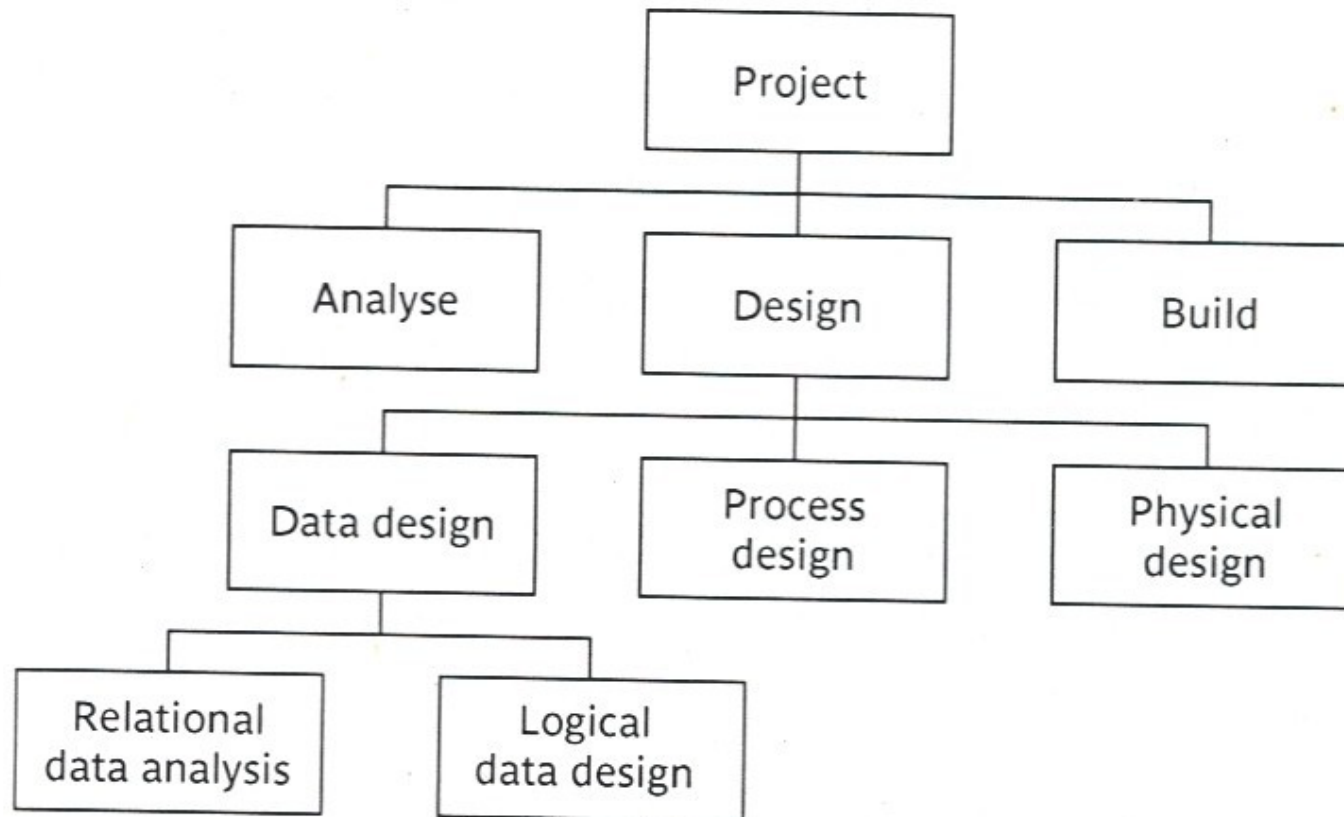 Project
Analyse
Design
Build
Data design
Process
design
Physical
design
Relational
data analysis
Logical
data design